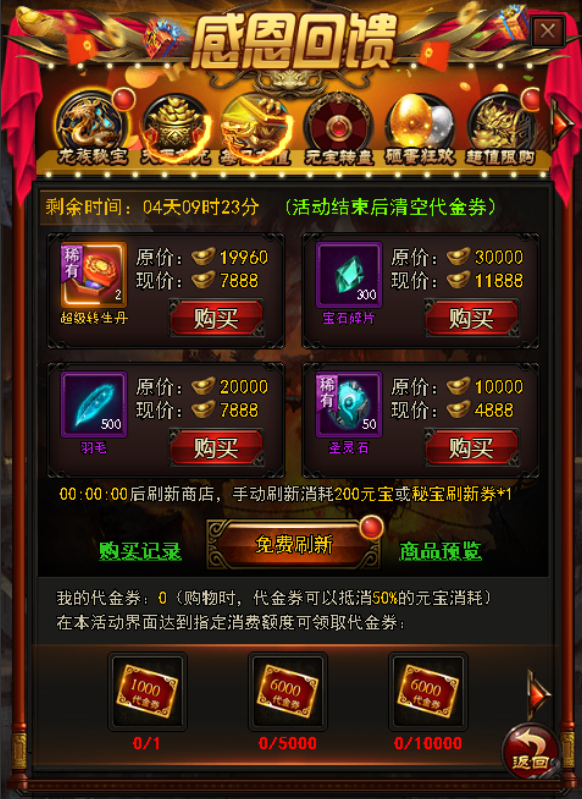 感恩回馈
龙族秘宝
元宝转盘
砸蛋狂欢
超值限购
剩余时间：04天09时23分 （活动结束后清空代金券）
稀有
2
超级转生丹
原价：19960
现价：7888
购买
300
宝石碎片
原价：30000
现价：11888
购买
500
羽毛
原价：20000
现价：7888
购买
稀有
50
圣灵石
原价：10000
现价：4888
购买
00:00:00后刷新商店，手动刷新消耗200元宝或秘宝刷新券*1
购买记录
免费刷新
商品预览
我的代金券：0（购物时，代金券可以抵消50%的元宝消耗）
在本活动界面达到指定消费额度可领取代金券：
1000
代金券
6000
代金券
6000
代金券
0/1
0/5000
0/10000
返回